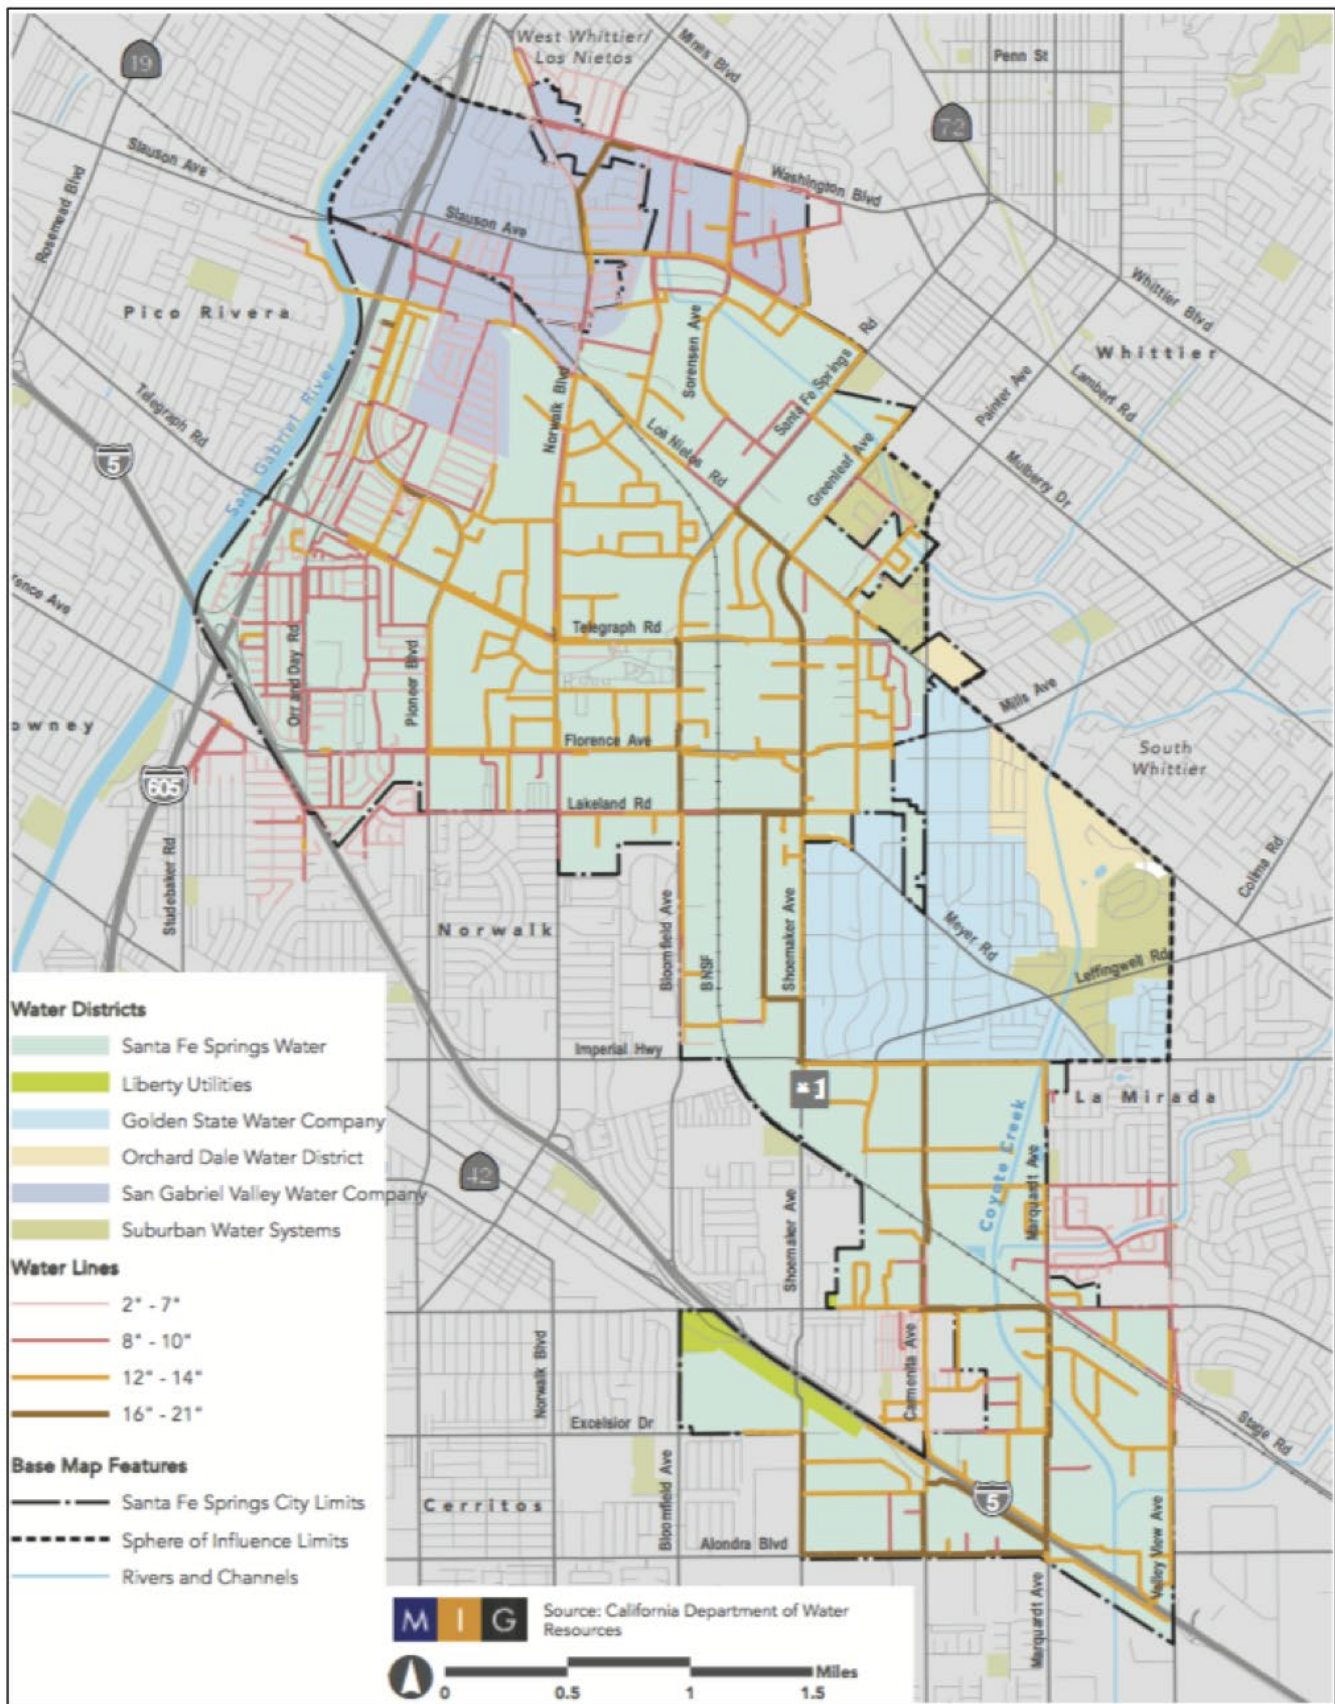 West Whittier/
Los Nietos
Mines Blvd
Penn St
19
72
Slauson Ave
Rosemead Blvd
Washington Blvd
Slauson Ave
Whittier Blvd
Pico Rivera
Sorensen Ave
Santa Fe Springs Rd
Whittier
Painter Ave
Lambert Rd
Telegraph Rd
San Gabriel River
Norwalk Blvd
Los Nietos Rd
Greenleaf Ave
Mulberry Dr
5
rence Ave
Telegraph Rd
Orr and Day Rd
Pioneer Blvd
Mills Ave
owney
Florence Ave
South
Whittier
605
Lakeland Rd
Studebaker Rd
Colima Rd
Norwalk
Bloomfield Ave
BNSF
Shoemaker Ave
Meyer Rd
Leffingwell Rd
Imperial Hwy
1
La Mirada
42
Coyote Creek
Marquardt Ave
Shoemaker Ave
Norwalk Blvd
Carmenita Ave
Excelsior Dr
Stage Rd
Bloomfield Ave
5
Cerritos
Alondra Blvd
Valley View Ave
Marquardt Ave
Water Districts
Santa Fe Springs Water
Liberty Utilities
Golden State Water Company
Orchard Dale Water District
San Gabriel Valley Water Company
Suburban Water Systems
Water Lines
2" - 7"
8" - 10"
12" - 14"
16" - 21"
Base Map Features
Santa Fe Springs City Limits
Sphere of Influence Limits
Rivers and Channels
M I G
Source: California Department of Water
Resources
Miles
0 0.5 1 1.5